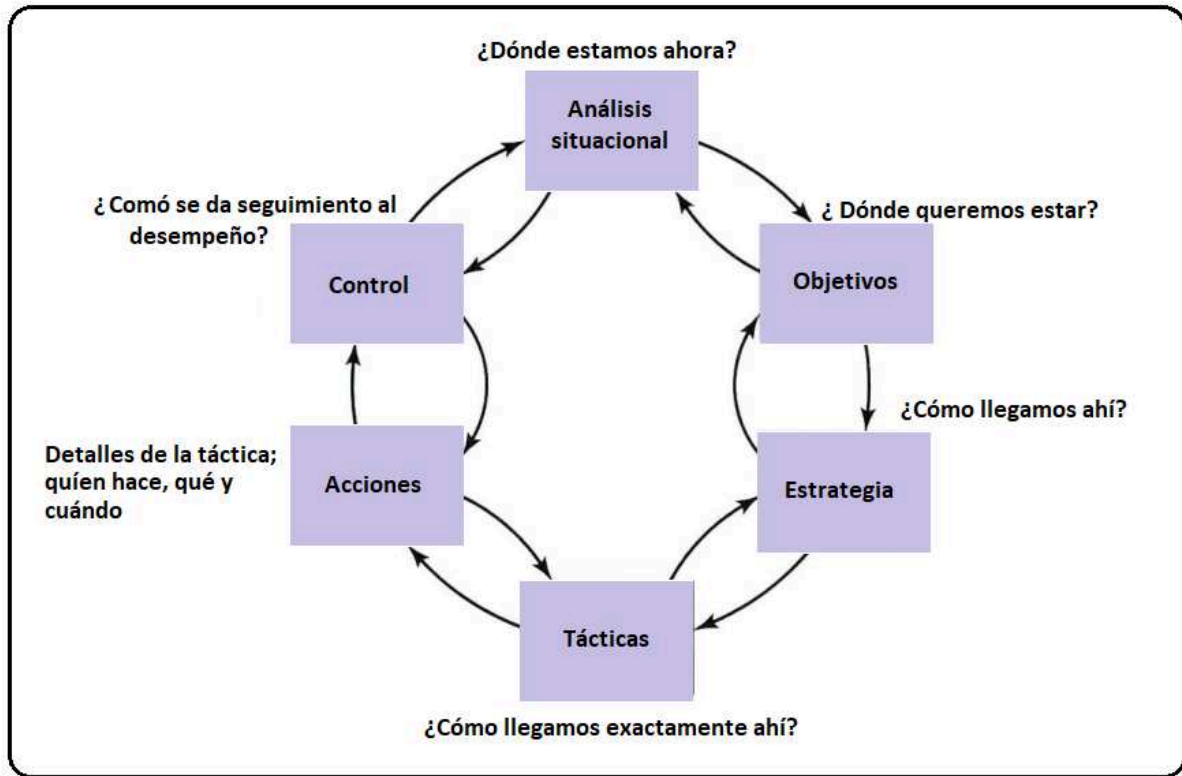 ¿Dónde estamos ahora?
Análisis
situacional
¿ Dónde queremos estar?
Objetivos
¿Cómo llegamos ahí?
Estrategia
Tácticas
¿Cómo llegamos exactamente ahí?
Detalles de la táctica;
quíen hace, qué y
cuándo
Acciones
¿ Comó se da seguimiento al
desempeño?
Control